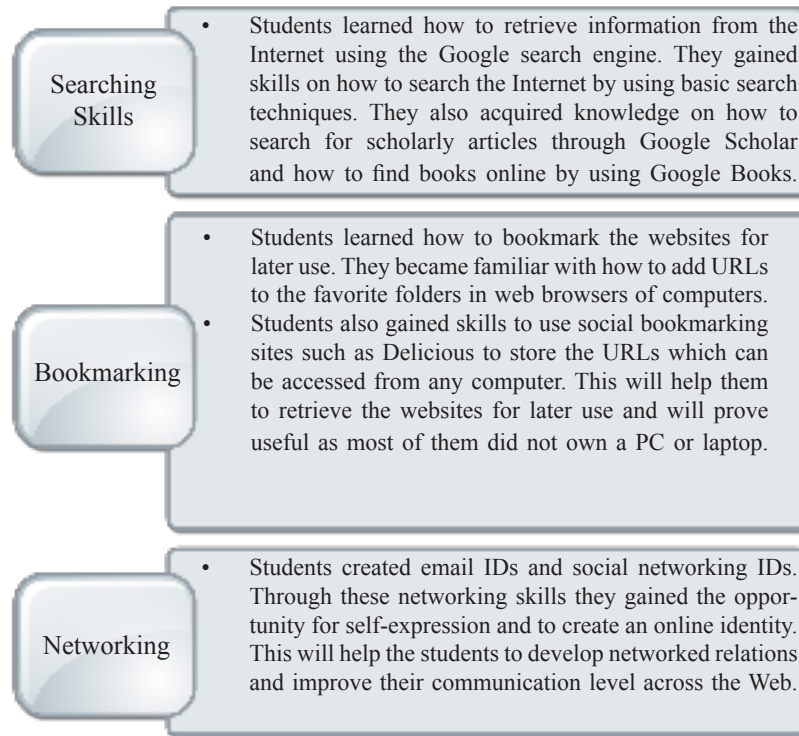 Searching
Skills
• Students learned how to retrieve information from the
Internet using the Google search engine. They gained
skills on how to search the Internet by using basic search
techniques. They also acquired knowledge on how to
search for scholarly articles through Google Scholar
and how to find books online by using Google Books.
Bookmarking
• Students learned how to bookmark the websites for
later use. They became familiar with how to add URLs
to the favorite folders in web browsers of computers.
• Students also gained skills to use social bookmarking
sites such as Delicious to store the URLs which can
be accessed from any computer. This will help them
to retrieve the websites for later use and will prove
useful as most of them did not own a PC or laptop.
Networking
• Students created email IDs and social networking IDs.
Through these networking skills they gained the oppor-
tunity for self-expression and to create an online identity.
This will help the students to develop networked relations
and improve their communication level across the Web.